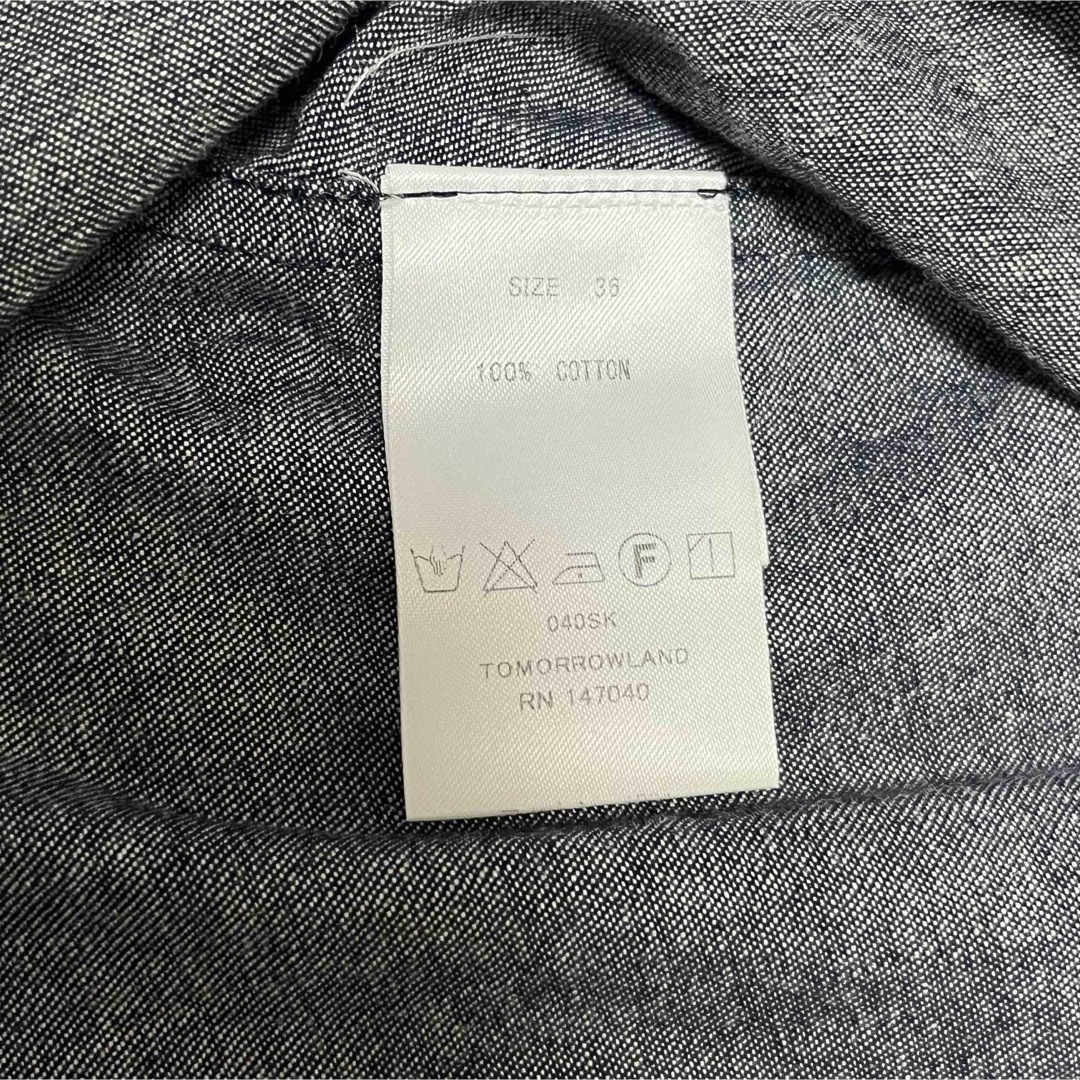 SIZE 36
100% COTTON
F
040SK
TOMORROWLAND
RN 147040